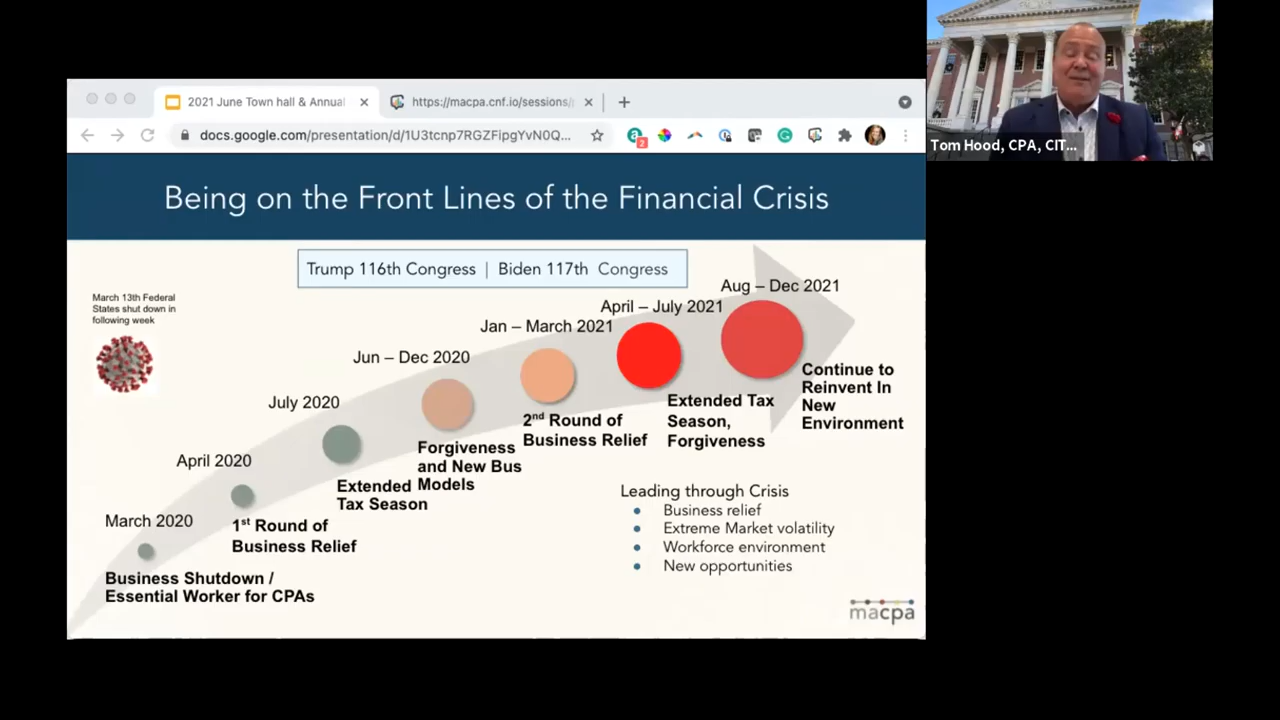 2021 June Town hall & Annual
https://macpa.cnf.io/sessions/
docs.google.com/presentation/d/1U3tcnp7RGZFipgYvN0Q...
2
Tom Hood, CPA, CIT...
Being on the Front Lines of the Financial Crisis
Trump 116th Congress | Biden 117th Congress
March 13th Federal
States shut down in
following week
March 2020
Business Shutdown /
Essential Worker for CPAs
April 2020
1st Round of
Business Relief
July 2020
Extended
Tax Season
Jun – Dec 2020
Forgiveness
and New Bus
Models
Jan – March 2021
2nd Round of
Business Relief
April – July 2021
Extended Tax
Season,
Forgiveness
Aug – Dec 2021
Continue to
Reinvent In
New
Environment
Leading through Crisis
• Business relief
• Extreme Market volatility
• Workforce environment
• New opportunities
macpa